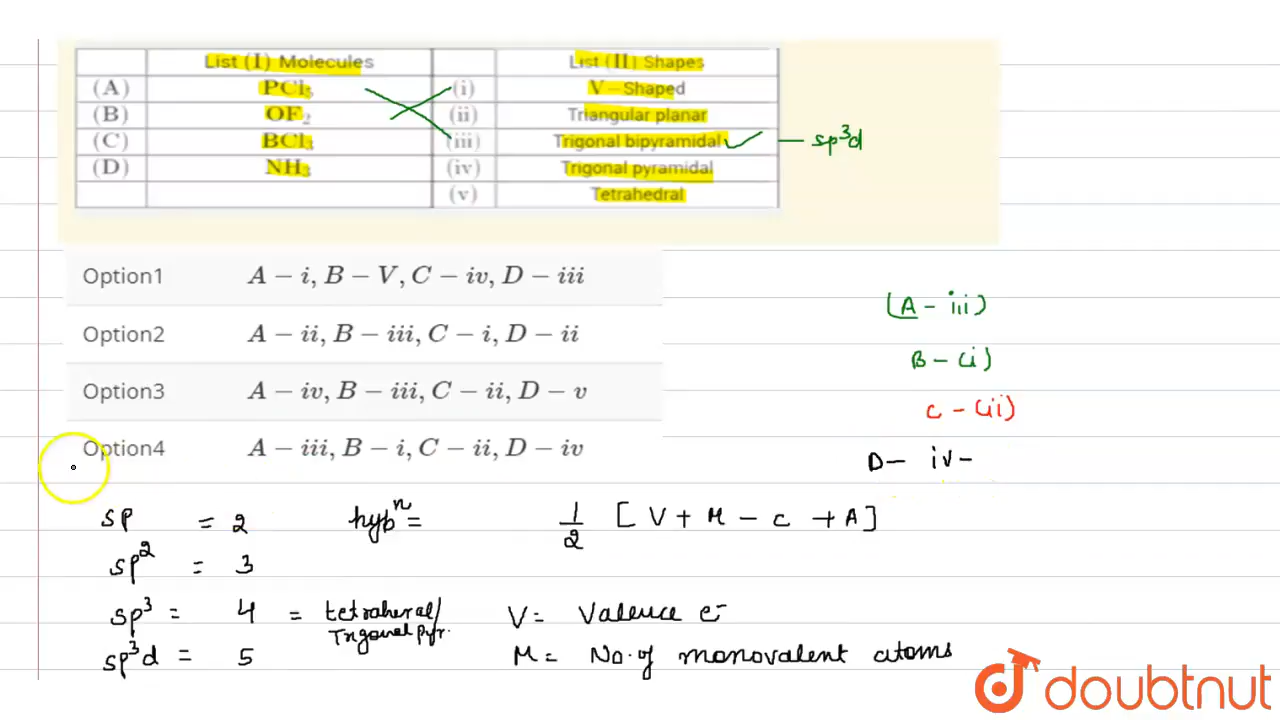 List (I) Molecules List (II) Shapes
(A) PCl5 (i) V−Shaped
(B) OF2 (ii) Triangular planar
(C) BCl3 (iii) Trigonal bipyramidal — sp³d
(D) NH3 (iv) Trigonal pyramidal
(v) Tetrahedral
Option1 A − i, B − V, C − iv, D − iii
Option2 A − ii, B − iii, C − i, D − ii
Option3 A − iv, B − iii, C − ii, D − v
Option4 A − iii, B − i, C − ii, D − iv
(A - iii)
B - (i)
C - (ii)
D - iv -
sp = 2 hybⁿ = 1/2 [V + M - C + A]
sp² = 3
sp³ = 4 = tetraheral/ V = Valence e-
Trigonal pyr.
sp³d = 5 M = No. of monovalent atoms
doubtnut